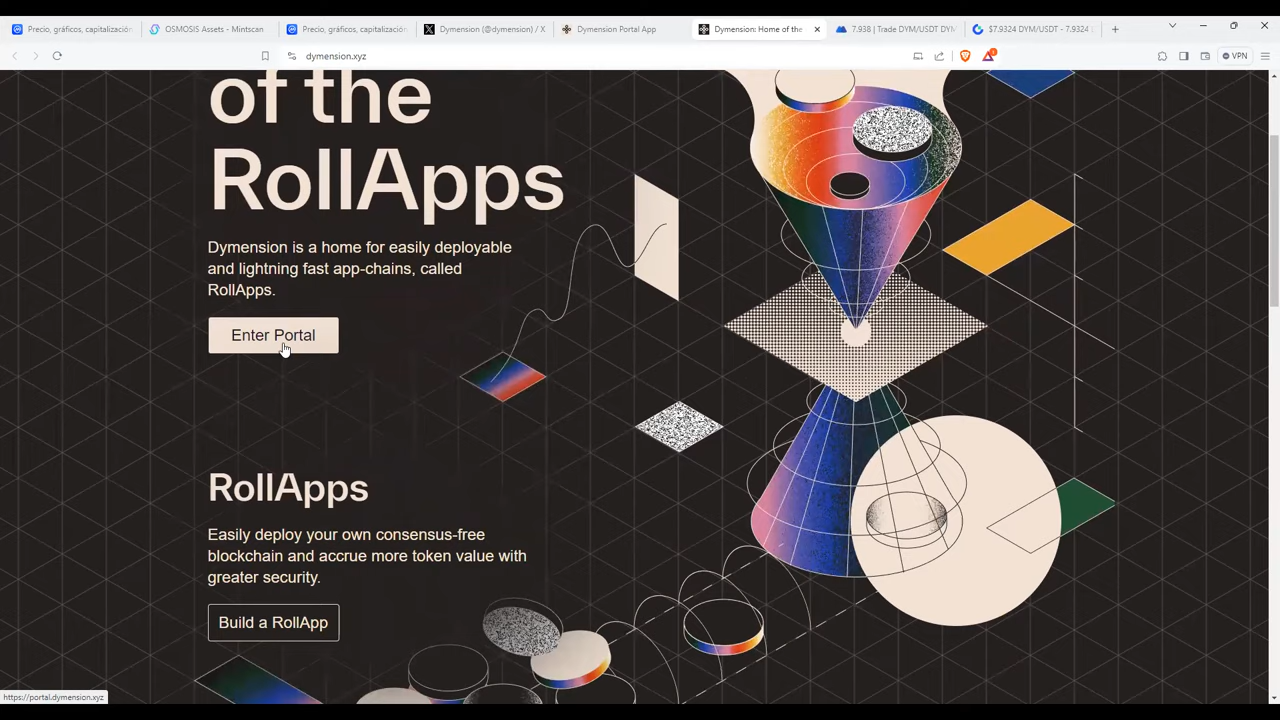 Precio, gráficos, capitalización
OSMOSIS Assets - Mintscan
Precio, gráficos, capitalización
Dymension (@dymension) / X
Dymension Portal App
Dymension: Home of the
7.938 | Trade DYM/USDT DYM/
$7.9324 DYM/USDT - 7.9324
dymension.xyz
VPN
of the
RollApps
Dymension is a home for easily deployable
and lightning fast app-chains, called
RollApps.
Enter Portal
RollApps
Easily deploy your own consensus-free
blockchain and accrue more token value with
greater security.
Build a RollApp
https://portal.dymension.xyz